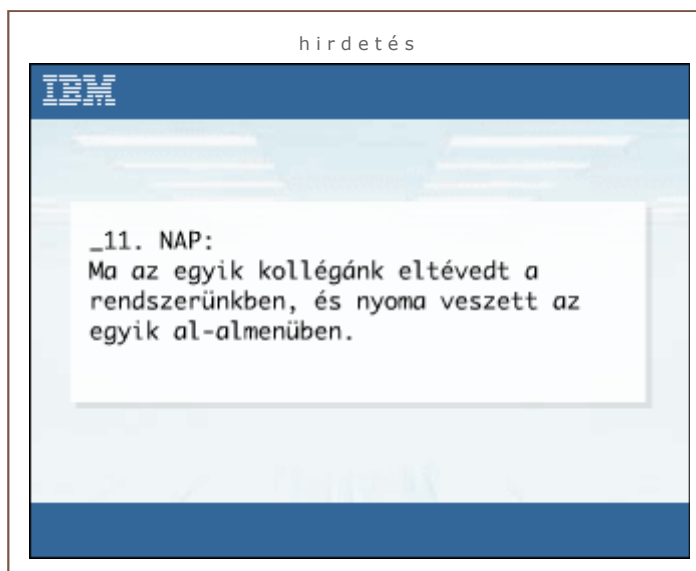 hirdetés
IBM
_11. NAP:
Ma az egyik kollégánk eltévedt a
rendszerünkben, és nyoma veszett az
egyik al-almenüben.